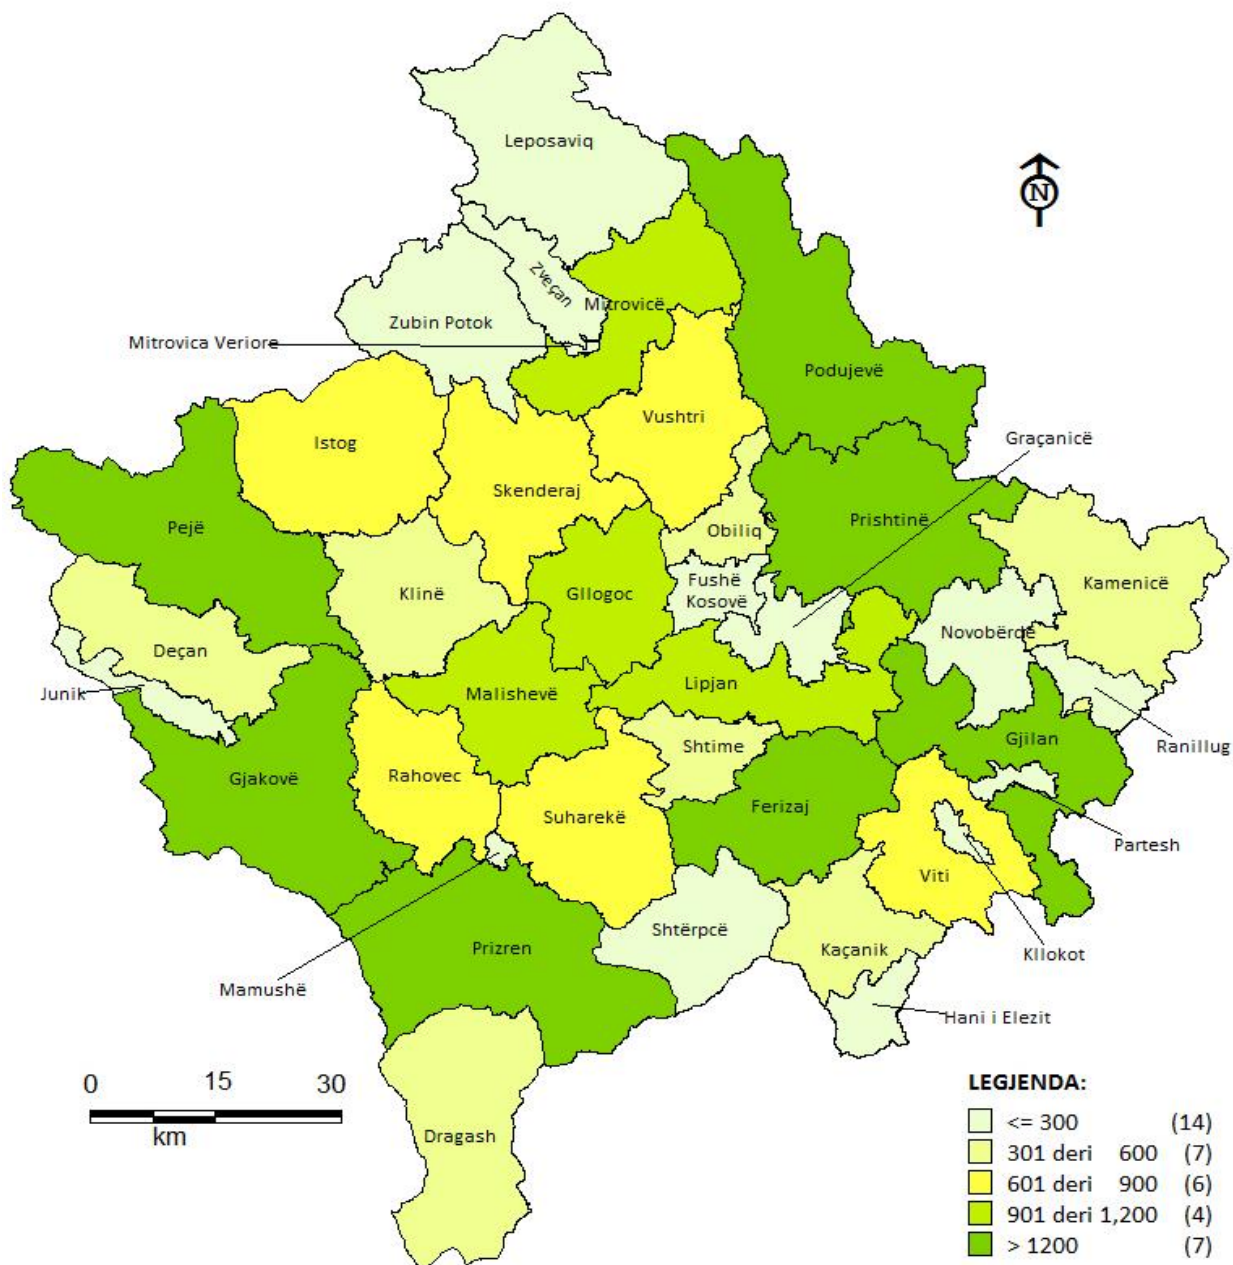 Leposaviq
N
Zveçan
Mitrovicë
Zubin Potok
Mitrovica Veriore
Podujevë
Vushtri
Istog
Graçanicë
Skenderaj
Pejë
Prishtinë
Obiliq
Kamenicë
Klinë
Gllogoc
Fushë
Kosovë
Novobërdë
Deçan
Junik
Malishevë
Lipjan
Gjilan
Ranillug
Shtime
Gjakovë
Rahovec
Ferizaj
Suharekë
Partesh
Viti
Shtërpcë
Prizren
Kaçanik
Kllokot
Mamushë
Hani i Elezit
0 15 30
km
Dragash
LEGJENDA:
<= 300 (14)
301 deri 600 (7)
601 deri 900 (6)
901 deri 1,200 (4)
> 1200 (7)